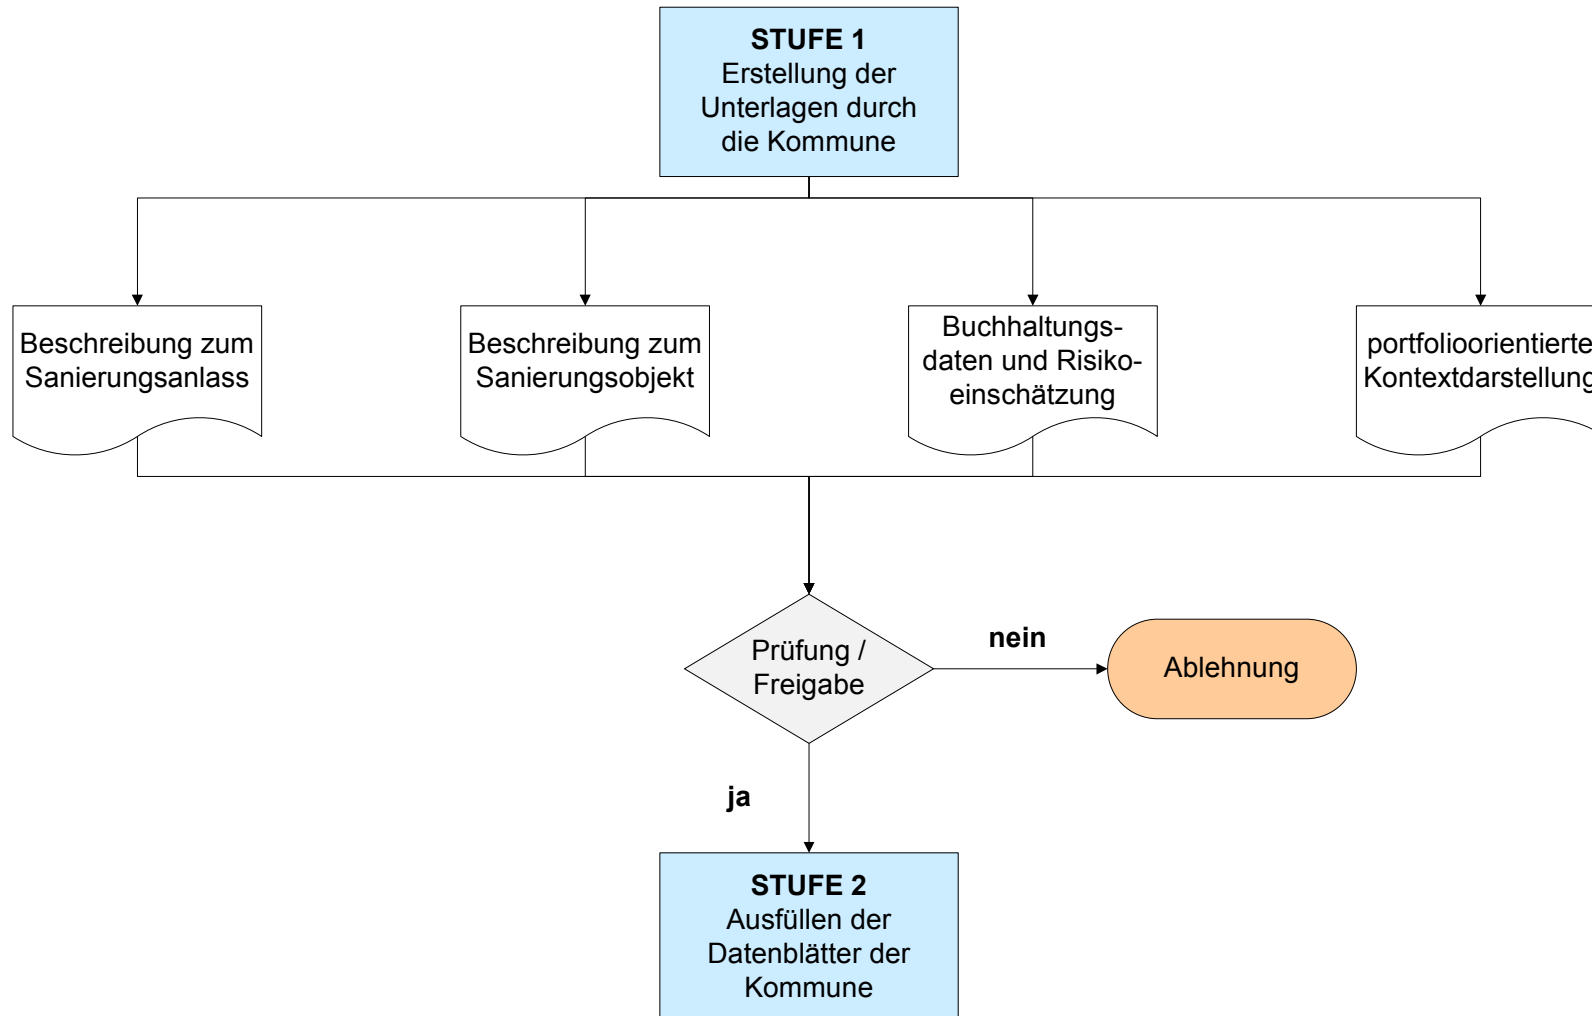 STUFE 1
Erstellung der
Unterlagen durch
die Kommune
Beschreibung zum
Sanierungsanlass
Beschreibung zum
Sanierungsobjekt
Buchhaltungs-
daten und Risiko-
einschätzung
portfolioorientierte
Kontextdarstellung
Prüfung /
Freigabe
nein
Ablehnung
ja
STUFE 2
Ausfüllen der
Datenblätter der
Kommune